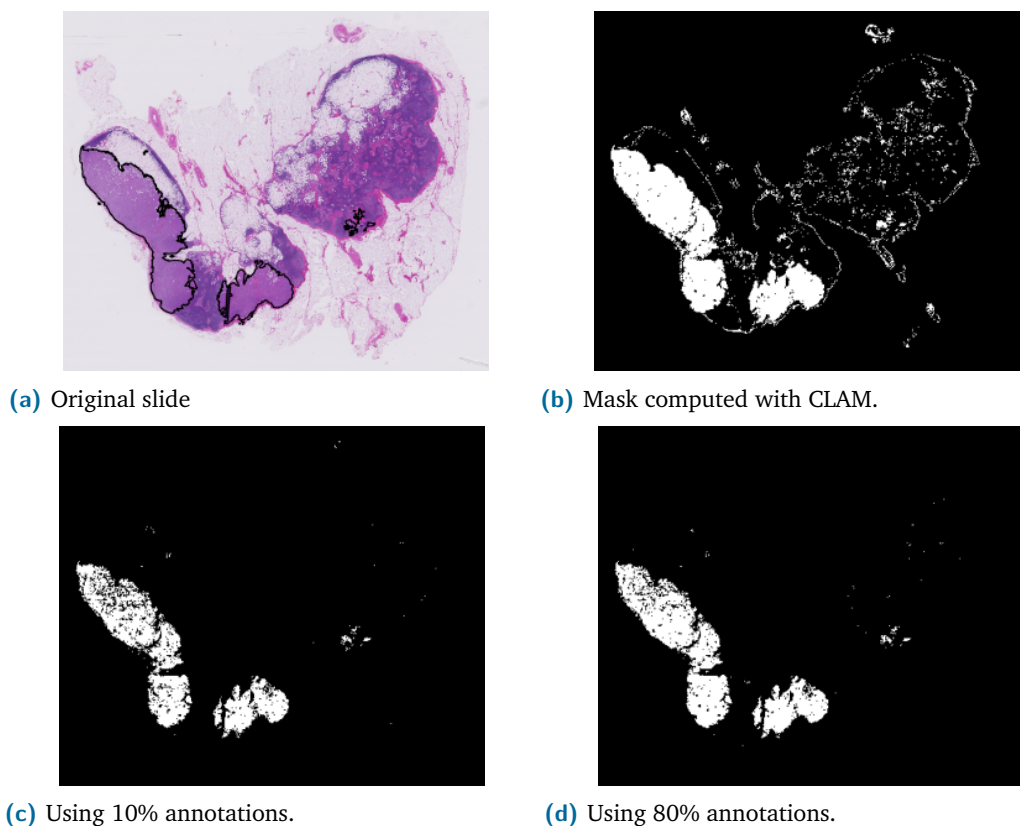 (a) Original slide
(b) Mask computed with CLAM.
(c) Using 10% annotations.
(d) Using 80% annotations.